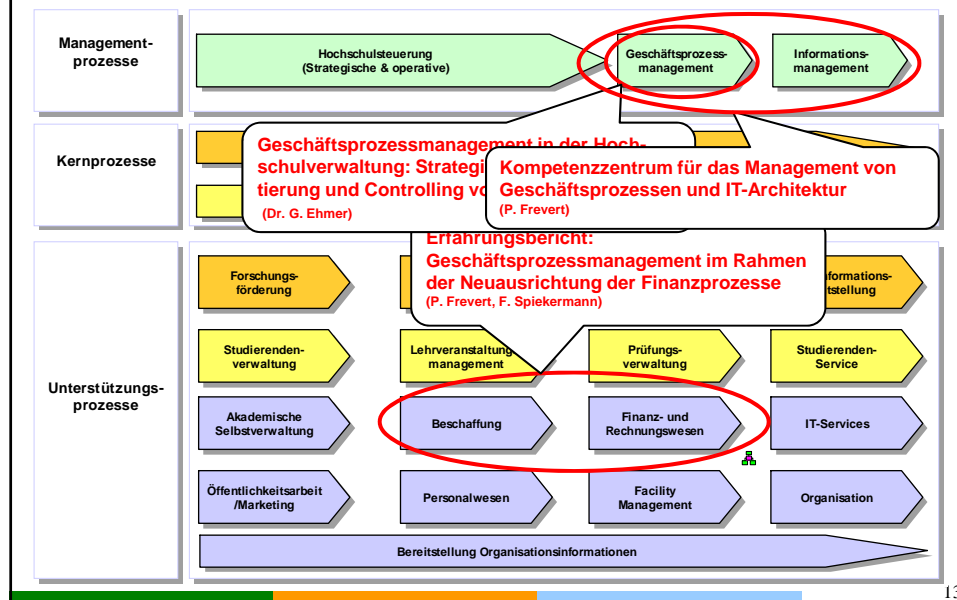 Management-
prozesse
Hochschulsteuerung
(Strategische & operative)
Geschäftsprozess-
management
Informations-
management
Kernprozesse
Geschäftsprozessmanagement in der Hoch-
schulverwaltung: Strategi
tierung und Controlling vo
(Dr. G. Ehmer)
Kompetenzzentrum für das Management von
Geschäftsprozessen und IT-Architektur
(P. Frevert)
Erfahrungsbericht:
Geschäftsprozessmanagement im Rahmen
der Neuausrichtung der Finanzprozesse
(P. Frevert, F. Spiekermann)
Unterstützungs-
prozesse
Forschungs-
förderung
nformations-
tstellung
Studierenden-
verwaltung
Lehrveranstaltung
management
Prüfungs-
verwaltung
Studierenden-
Service
Akademische
Selbstverwaltung
Beschaffung
Finanz- und
Rechnungswesen
IT-Services
Öffentlichkeitsarbeit
/Marketing
Personalwesen
Facility
Management
Organisation
Bereitstellung Organisationsinformationen